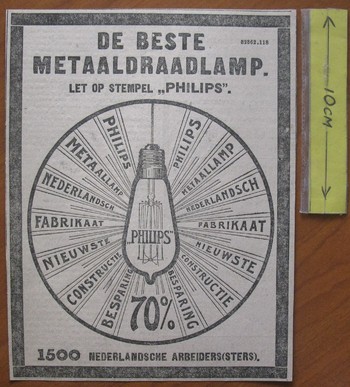 DE BESTE
METAALDRAADLAMP.
LET OP STEMPEL „PHILIPS".
PHILIPS
METAALLAMP
NEDERLANDSCH
FABRIKAAT
NIEUWSTE
CONSTRUCTIE
BESPARING
PHILIPS
METAALLAMP
NEDERLANDSCH
FABRIKAAT
NIEUWSTE
CONSTRUCTIE
BESPARING
„PHILIPS"
70%
1500 NEDERLANDSCHE ARBEIDERS(STERS).
10CM